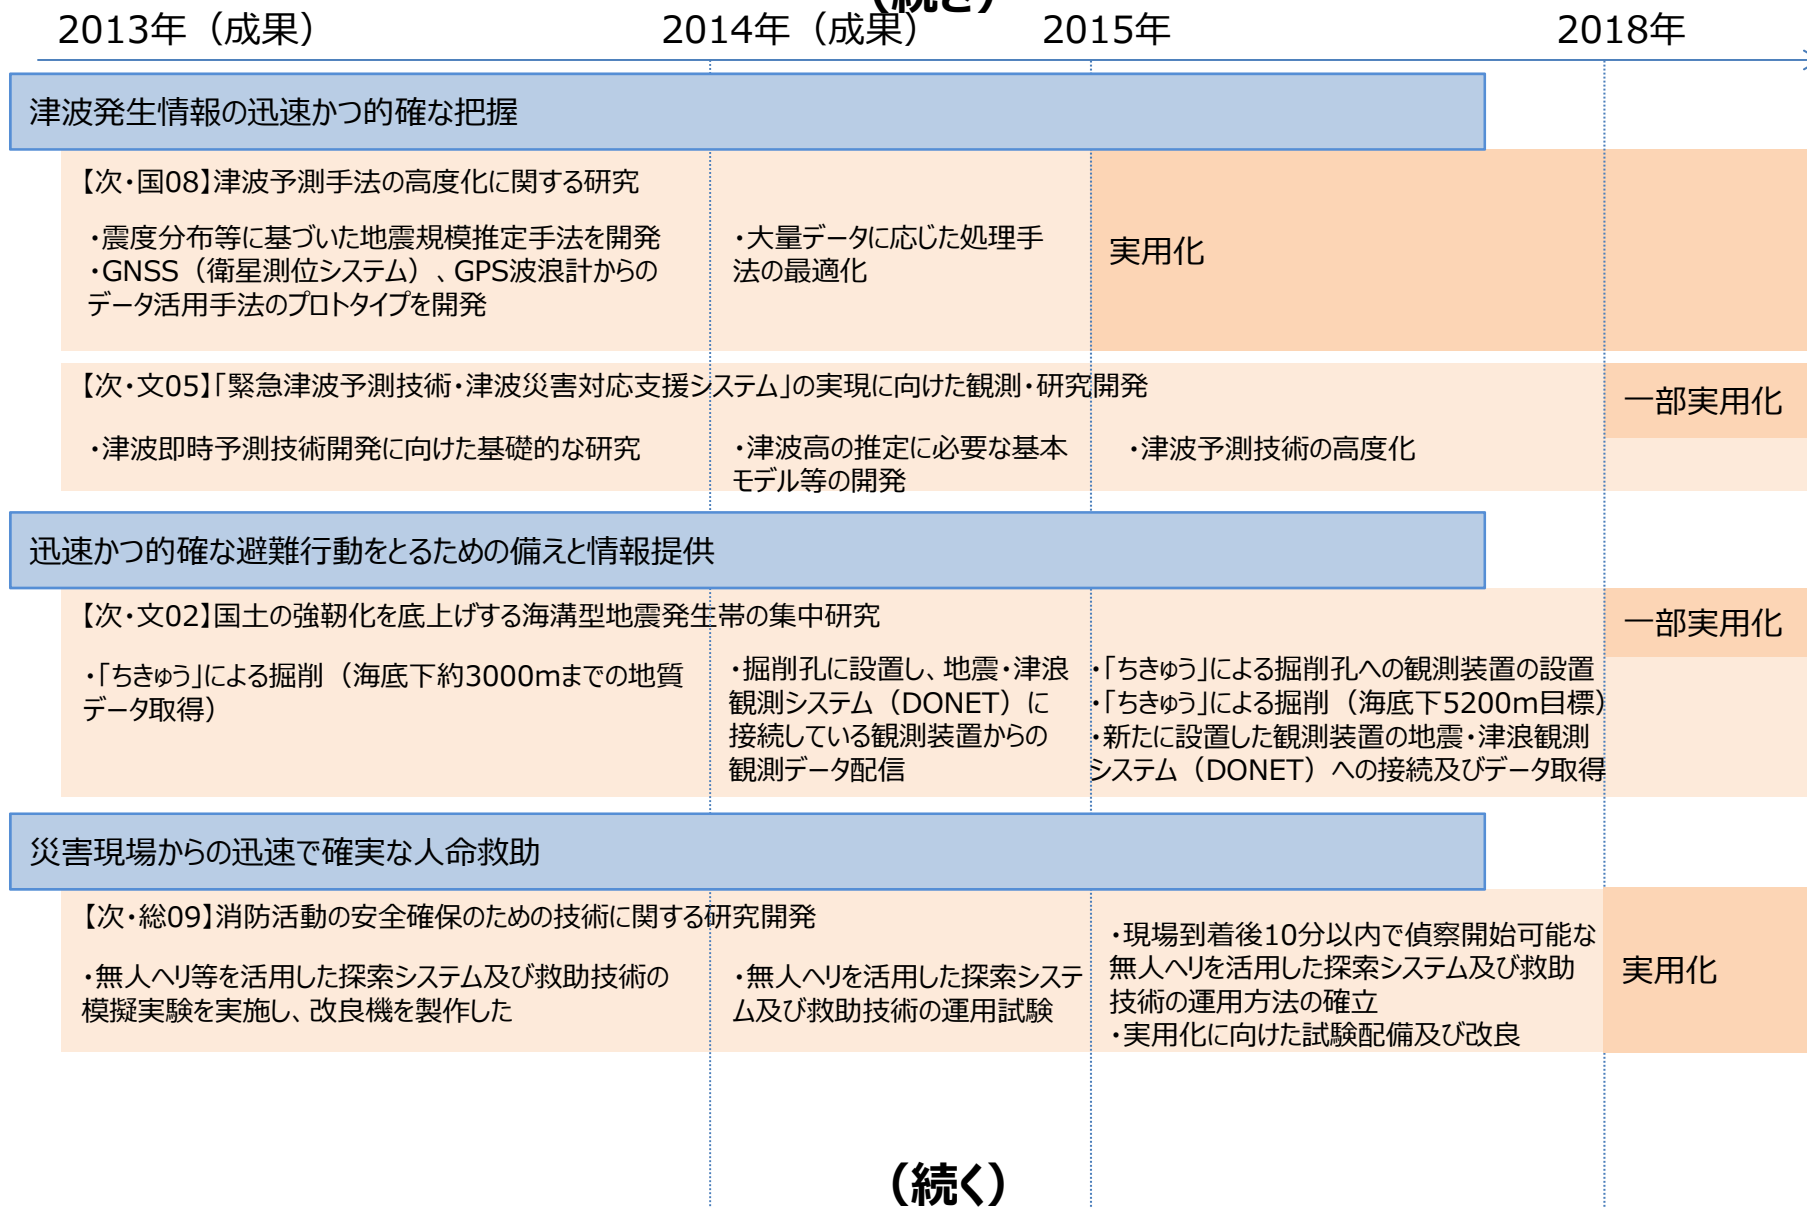 (続き)
2013年（成果）
2014年（成果）
2015年
2018年
津波発生情報の迅速かつ的確な把握
【次・国08】津波予測手法の高度化に関する研究
・震度分布等に基づいた地震規模推定手法を開発
・GNSS（衛星測位システム）、GPS波浪計からの
データ活用手法のプロトタイプを開発
・大量データに応じた処理手
法の最適化
実用化
【次・文05】「緊急津波予測技術・津波災害対応支援システム」の実現に向けた観測・研究開発
・津波即時予測技術開発に向けた基礎的な研究
・津波高の推定に必要な基本
モデル等の開発
・津波予測技術の高度化
一部実用化
迅速かつ的確な避難行動をとるための備えと情報提供
【次・文02】国土の強靭化を底上げする海溝型地震発生帯の集中研究
・「ちきゅう」による掘削（海底下約3000mまでの地質
データ取得）
・掘削孔に設置し、地震・津浪
観測システム（DONET）に
接続している観測装置からの
観測データ配信
・「ちきゅう」による掘削孔への観測装置の設置
・「ちきゅう」による掘削（海底下5200m目標）
・新たに設置した観測装置の地震・津浪観測
システム（DONET）への接続及びデータ取得
一部実用化
災害現場からの迅速で確実な人命救助
【次・総09】消防活動の安全確保のための技術に関する研究開発
・無人ヘリ等を活用した探索システム及び救助技術の
模擬実験を実施し、改良機を製作した
・無人ヘリを活用した探索システ
ム及び救助技術の運用試験
・現場到着後10分以内で偵察開始可能な
無人ヘリを活用した探索システム及び救助
技術の運用方法の確立
・実用化に向けた試験配備及び改良
実用化
(続く)